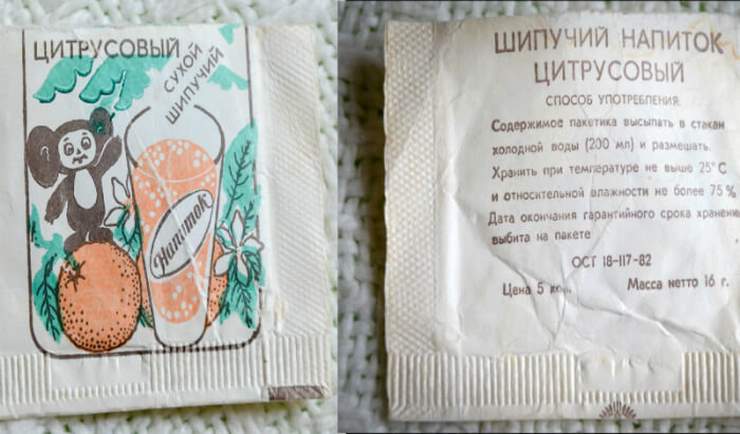 ЦИТРУСОВЫЙ
СУХОЙ
ШИПУЧИЙ
Напиток
ШИПУЧИЙ НАПИТОК
ЦИТРУСОВЫЙ
СПОСОБ УПОТРЕБЛЕНИЯ
Содержимое пакетика высыпать в стакан
холодной воды (200 мл) и размешать.
Хранить при температуре не выше 25°С
и относительной влажности не более 75 %
Дата окончания гарантийного срока хранения
выбита на пакете
ОСТ 18-117-82
Цена 5 коп. Масса нетто 16 г.